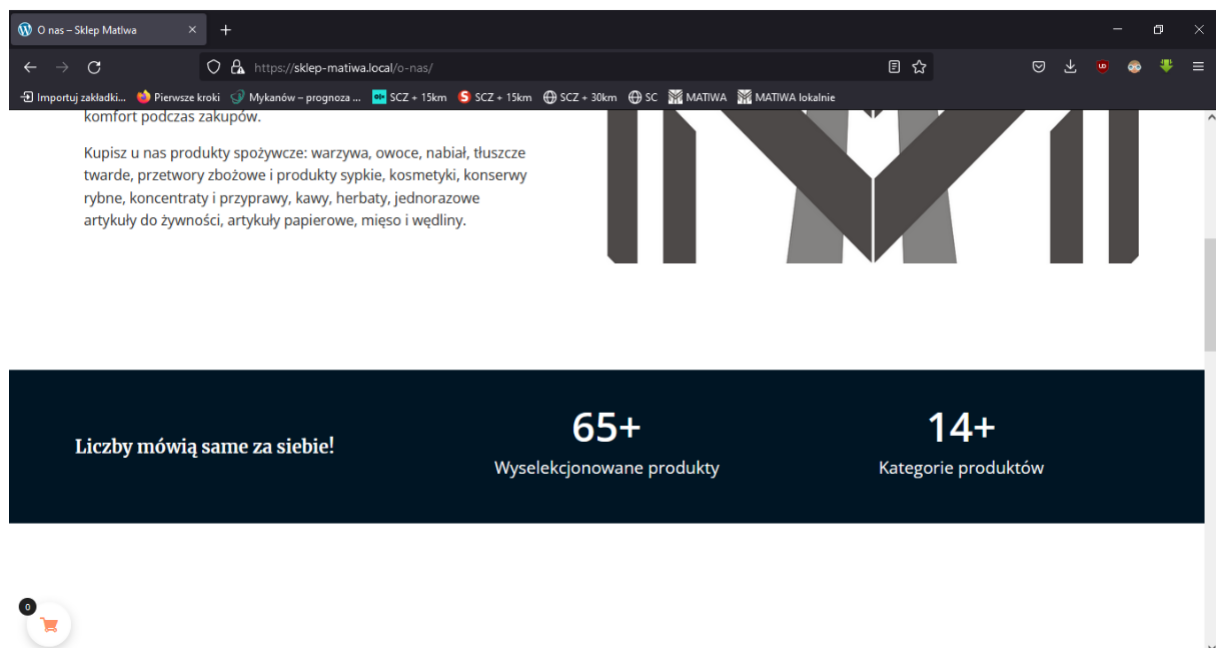 O nas – Sklep Matiwa
https://sklep-matiwa.local/o-nas/
Importuj zakładki... Pierwsze kroki Mykanów – prognoza ... SCZ + 15km SCZ + 15km SCZ + 30km SC MATIWA MATIWA lokalnie
komfort podczas zakupów.
Kupisz u nas produkty spożywcze: warzywa, owoce, nabiał, tłuszcze
twarde, przetwory zbożowe i produkty sypkie, kosmetyki, konserwy
rybne, koncentraty i przyprawy, kawy, herbaty, jednorazowe
artykuły do żywności, artykuły papierowe, mięso i wędliny.
Liczby mówią same za siebie!
65+
Wyselekcjonowane produkty
14+
Kategorie produktów
0